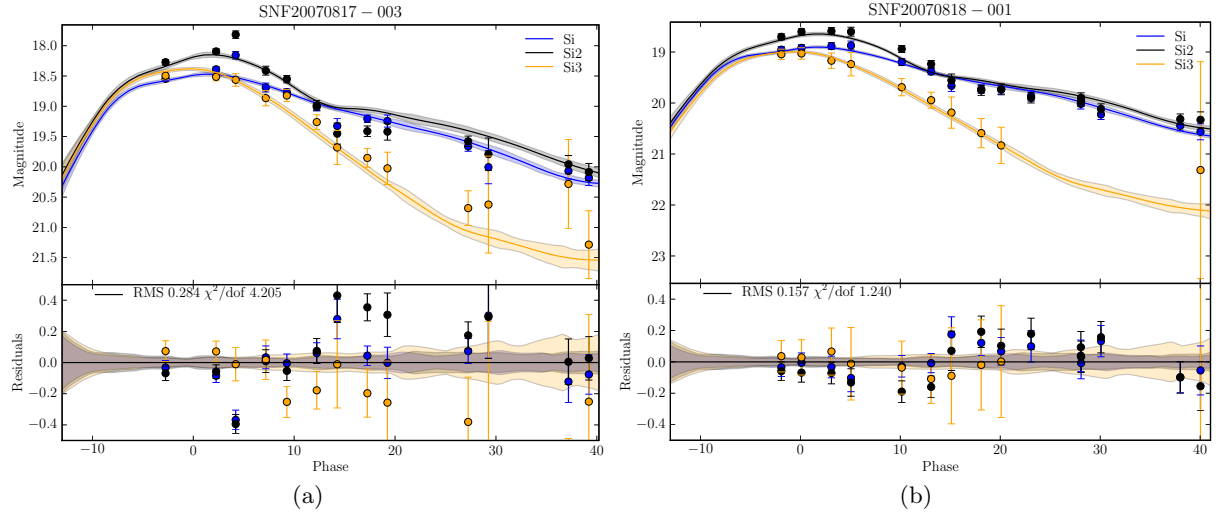 SNF20070817 − 003
Si
Si2
Si3
Magnitude
18.0
18.5
19.0
19.5
20.0
20.5
21.0
21.5
RMS 0.284 χ²/dof 4.205
Residuals
0.4
0.2
0.0
−0.2
−0.4
−10 0 10 20 30 40
Phase
(a)
SNF20070818 − 001
Si
Si2
Si3
Magnitude
19
20
21
22
23
RMS 0.157 χ²/dof 1.240
Residuals
0.4
0.2
0.0
−0.2
−0.4
−10 0 10 20 30 40
Phase
(b)